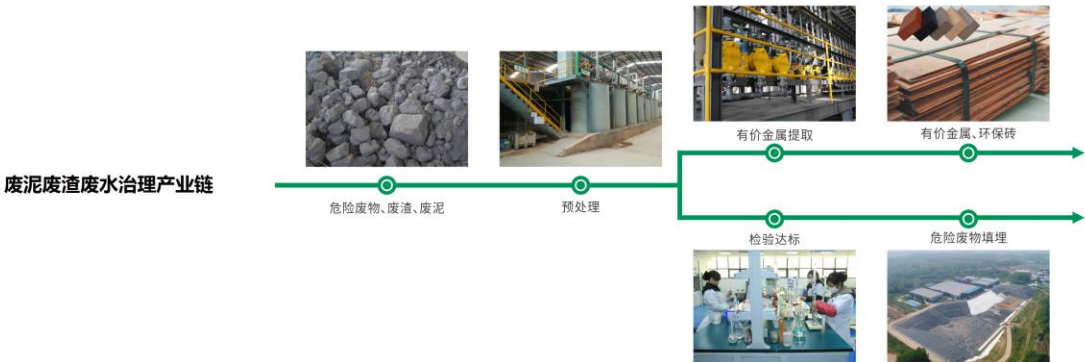 废泥废渣废水治理产业链
危险废物、废渣、废泥
预处理
有价金属提取
有价金属、环保砖
检验达标
危险废物填埋